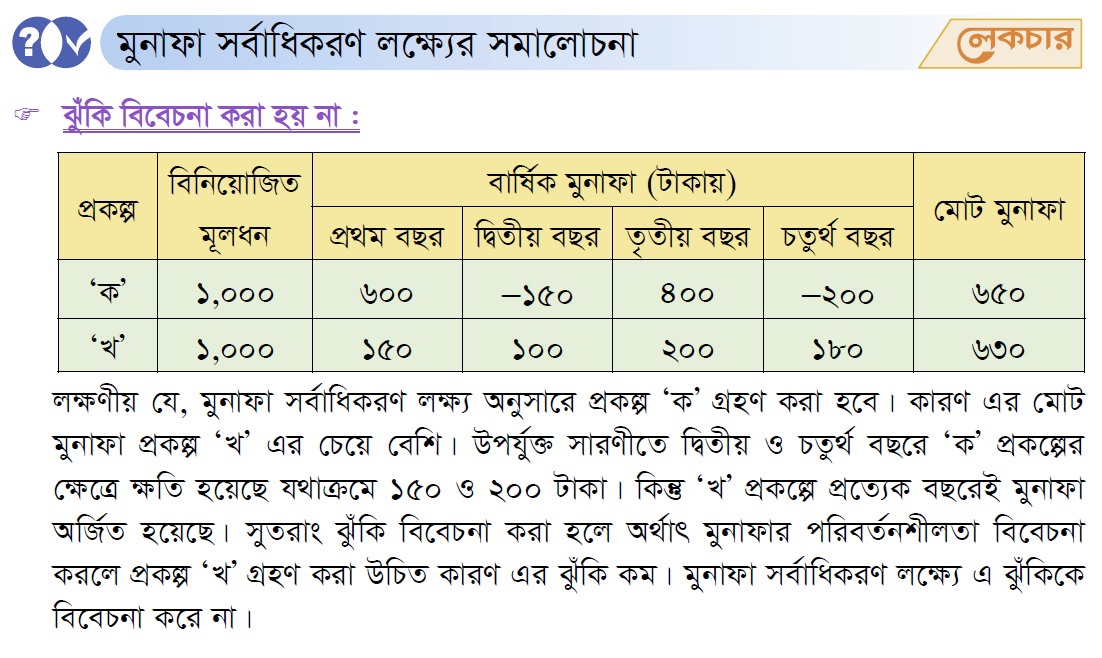 মুনাফা সর্বাধিকরণ লক্ষ্যের সমালোচনা
লেকচার
ঝুঁকি বিবেচনা করা হয় না :
প্রকল্প বিনিয়োজিত মূলধন বার্ষিক মুনাফা (টাকায়) মোট মুনাফা
প্রথম বছর দ্বিতীয় বছর তৃতীয় বছর চতুর্থ বছর
‘ক’ ১,০০০ ৬০০ –১৫০ ৪০০ –২০০ ৬৫০
‘খ’ ১,০০০ ১৫০ ১০০ ২০০ ১৮০ ৬৩০
লক্ষণীয় যে, মুনাফা সর্বাধিকরণ লক্ষ্য অনুসারে প্রকল্প ‘ক’ গ্রহণ করা হবে। কারণ এর মোট
মুনাফা প্রকল্প ‘খ’ এর চেয়ে বেশি। উপর্যুক্ত সারণীতে দ্বিতীয় ও চতুর্থ বছরে ‘ক’ প্রকল্পের
ক্ষেত্রে ক্ষতি হয়েছে যথাক্রমে ১৫০ ও ২০০ টাকা। কিন্তু ‘খ’ প্রকল্পে প্রত্যেক বছরেই মুনাফা
অর্জিত হয়েছে। সুতরাং ঝুঁকি বিবেচনা করা হলে অর্থাৎ মুনাফার পরিবর্তনশীলতা বিবেচনা
করলে প্রকল্প ‘খ’ গ্রহণ করা উচিত কারণ এর ঝুঁকি কম। মুনাফা সর্বাধিকরণ লক্ষ্যে এ ঝুঁকিকে
বিবেচনা করে না।